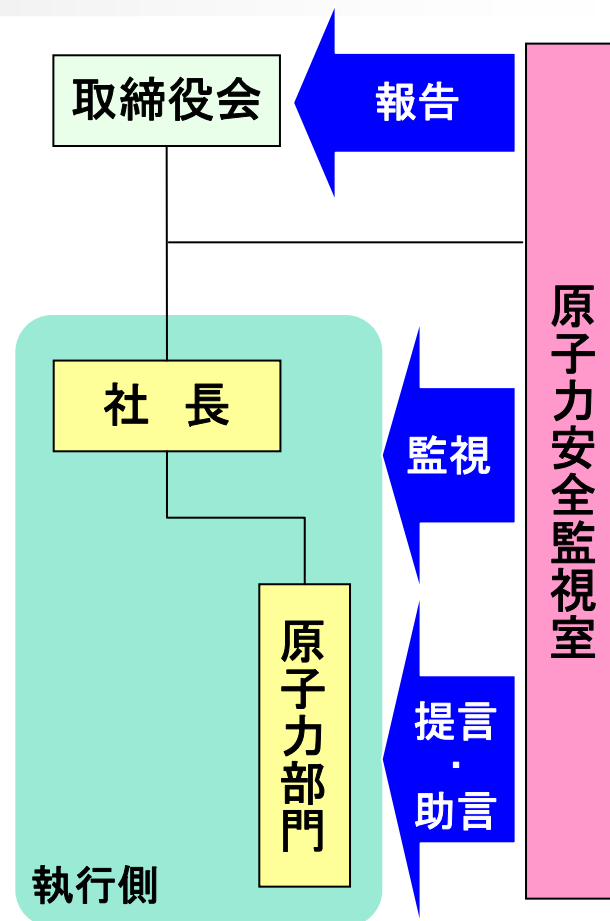 取締役会
報告
社 長
監視
原子力安全監視室
原子力部門
提言
・
助言
執行側